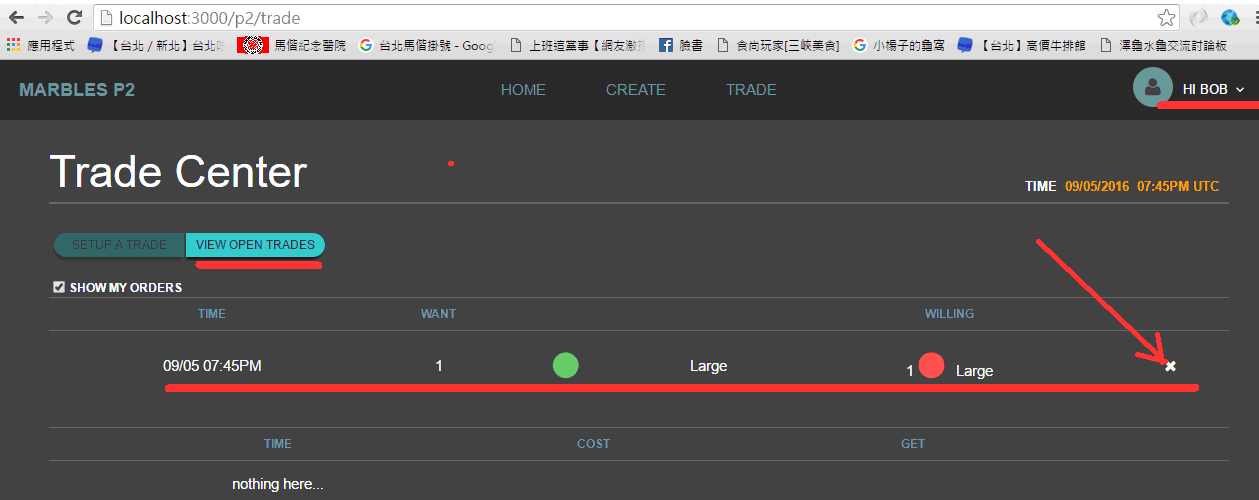 localhost:3000/p2/trade
應用程式 【台北 / 新北】台北 馬偕紀念醫院 台北馬偕掛號 - Goog 上班這黨事【網友激推 臉書 食尚玩家[三峽美食] 小楊子的龜窩 【台北】高價牛排館 澤龜水龜交流討論板
MARBLES P2 HOME CREATE TRADE HI BOB
Trade Center
TIME 09/05/2016 07:45PM UTC
SETUP A TRADE VIEW OPEN TRADES
SHOW MY ORDERS
TIME WANT WILLING
09/05 07:45PM 1 Large 1 Large
TIME COST GET
nothing here...